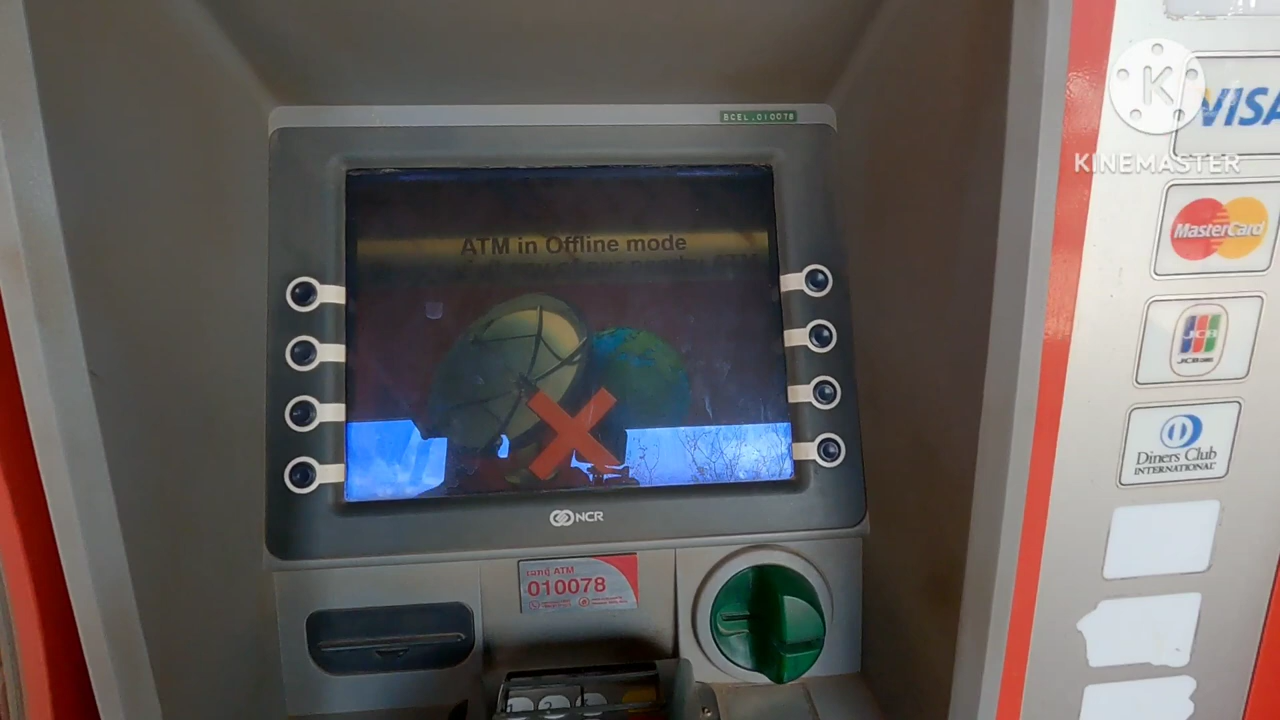 BCEL.010078
VISA
KINEMASTER
ATM in Offline mode
MasterCard
JCB
Diners Club
INTERNATIONAL
NCR
ATM
010078